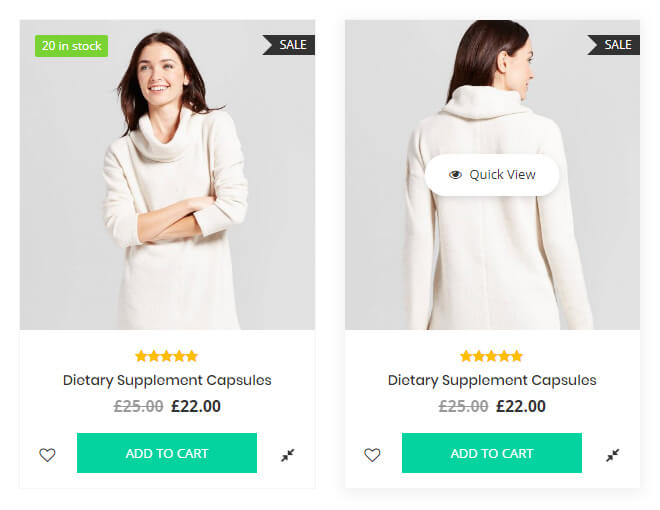 20 in stock
SALE
Dietary Supplement Capsules
£25.00 £22.00
ADD TO CART
SALE
Quick View
Dietary Supplement Capsules
£25.00 £22.00
ADD TO CART